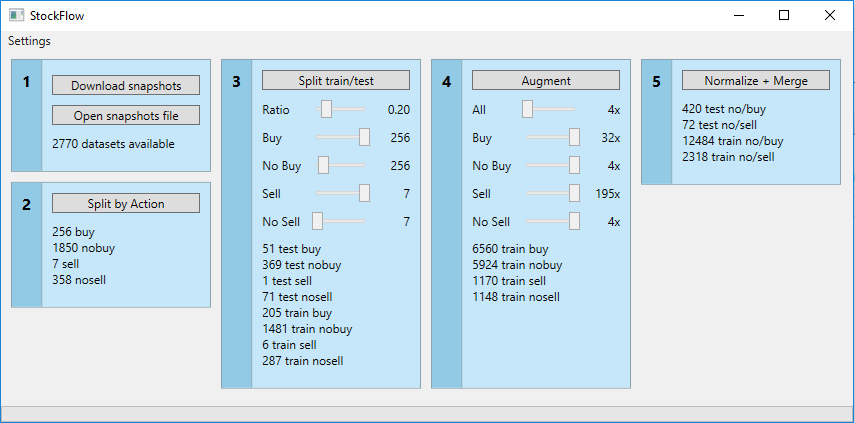 StockFlow
Settings
1
Download snapshots
Open snapshots file
2770 datasets available
2
Split by Action
256 buy
1850 nobuy
7 sell
358 nosell
3
Split train/test
Ratio 0.20
Buy 256
No Buy 256
Sell 7
No Sell 7
51 test buy
369 test nobuy
1 test sell
71 test nosell
205 train buy
1481 train nobuy
6 train sell
287 train nosell
4
Augment
All 4x
Buy 32x
No Buy 4x
Sell 195x
No Sell 4x
6560 train buy
5924 train nobuy
1170 train sell
1148 train nosell
5
Normalize + Merge
420 test no/buy
72 test no/sell
12484 train no/buy
2318 train no/sell